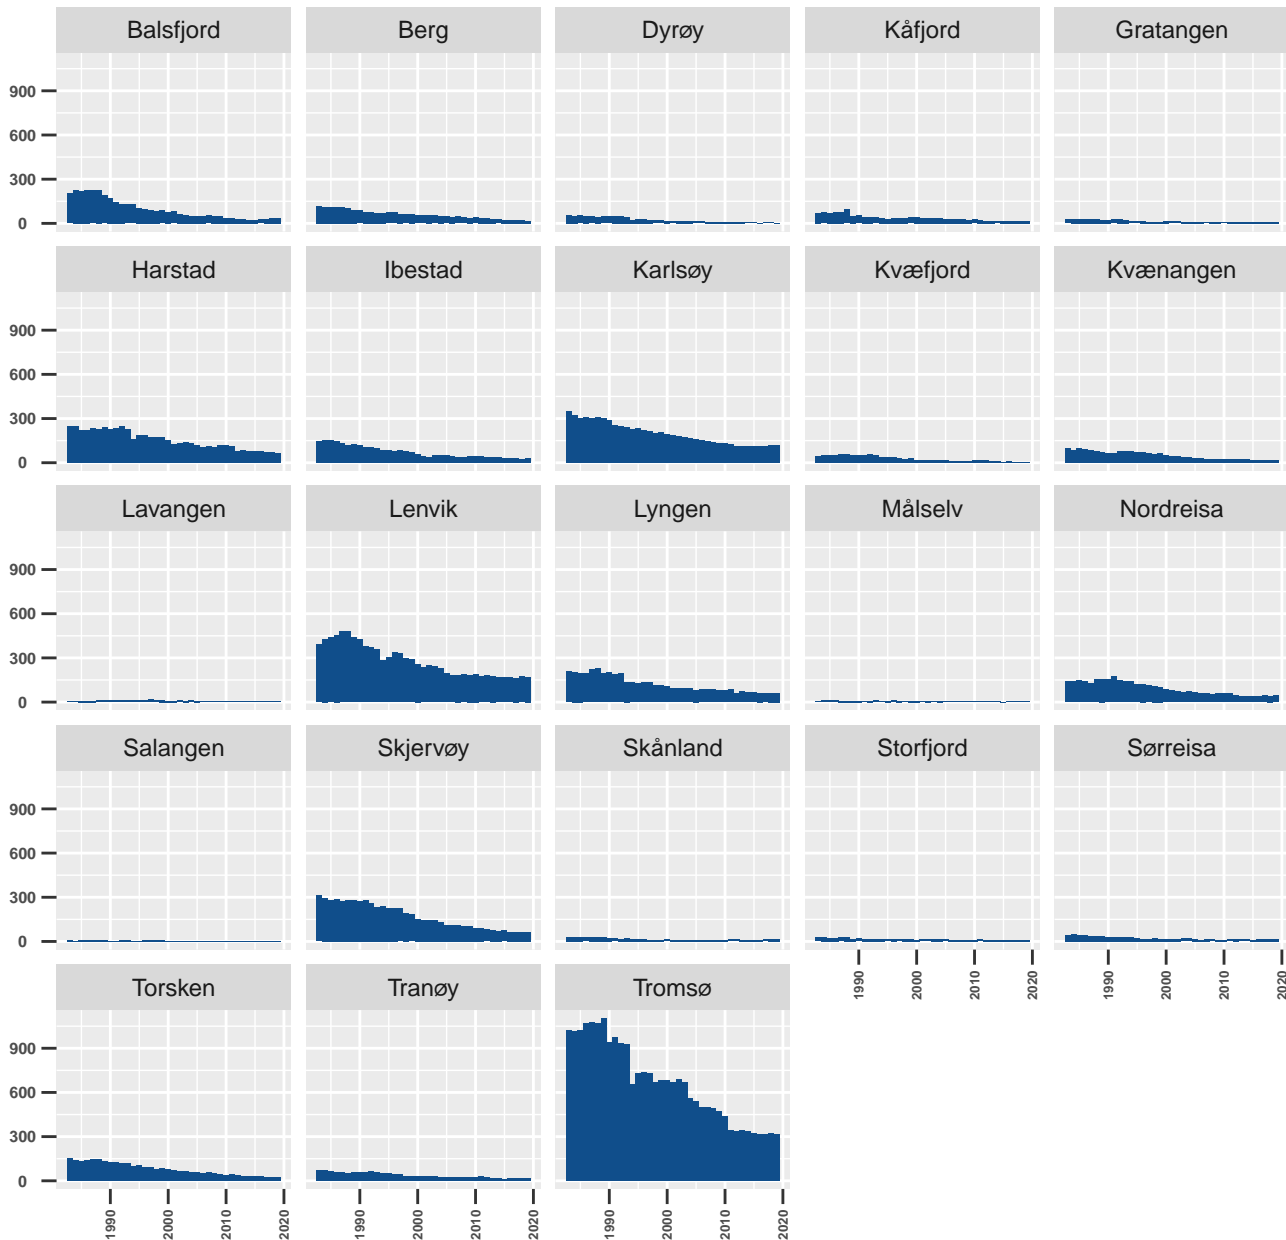 Balsfjord Berg Dyrøy Kåfjord Gratangen
900
600
300
0
Harstad Ibestad Karlsøy Kvæfjord Kvænangen
900
600
300
0
Lavangen Lenvik Lyngen Målselv Nordreisa
900
600
300
0
Salangen Skjervøy Skånland Storfjord Sørreisa
900
600
300
0
1990 2000 2010 2020 1990 2000 2010 2020
Torsken Tranøy Tromsø
900
600
300
0
1990 2000 2010 2020 1990 2000 2010 2020 1990 2000 2010 2020